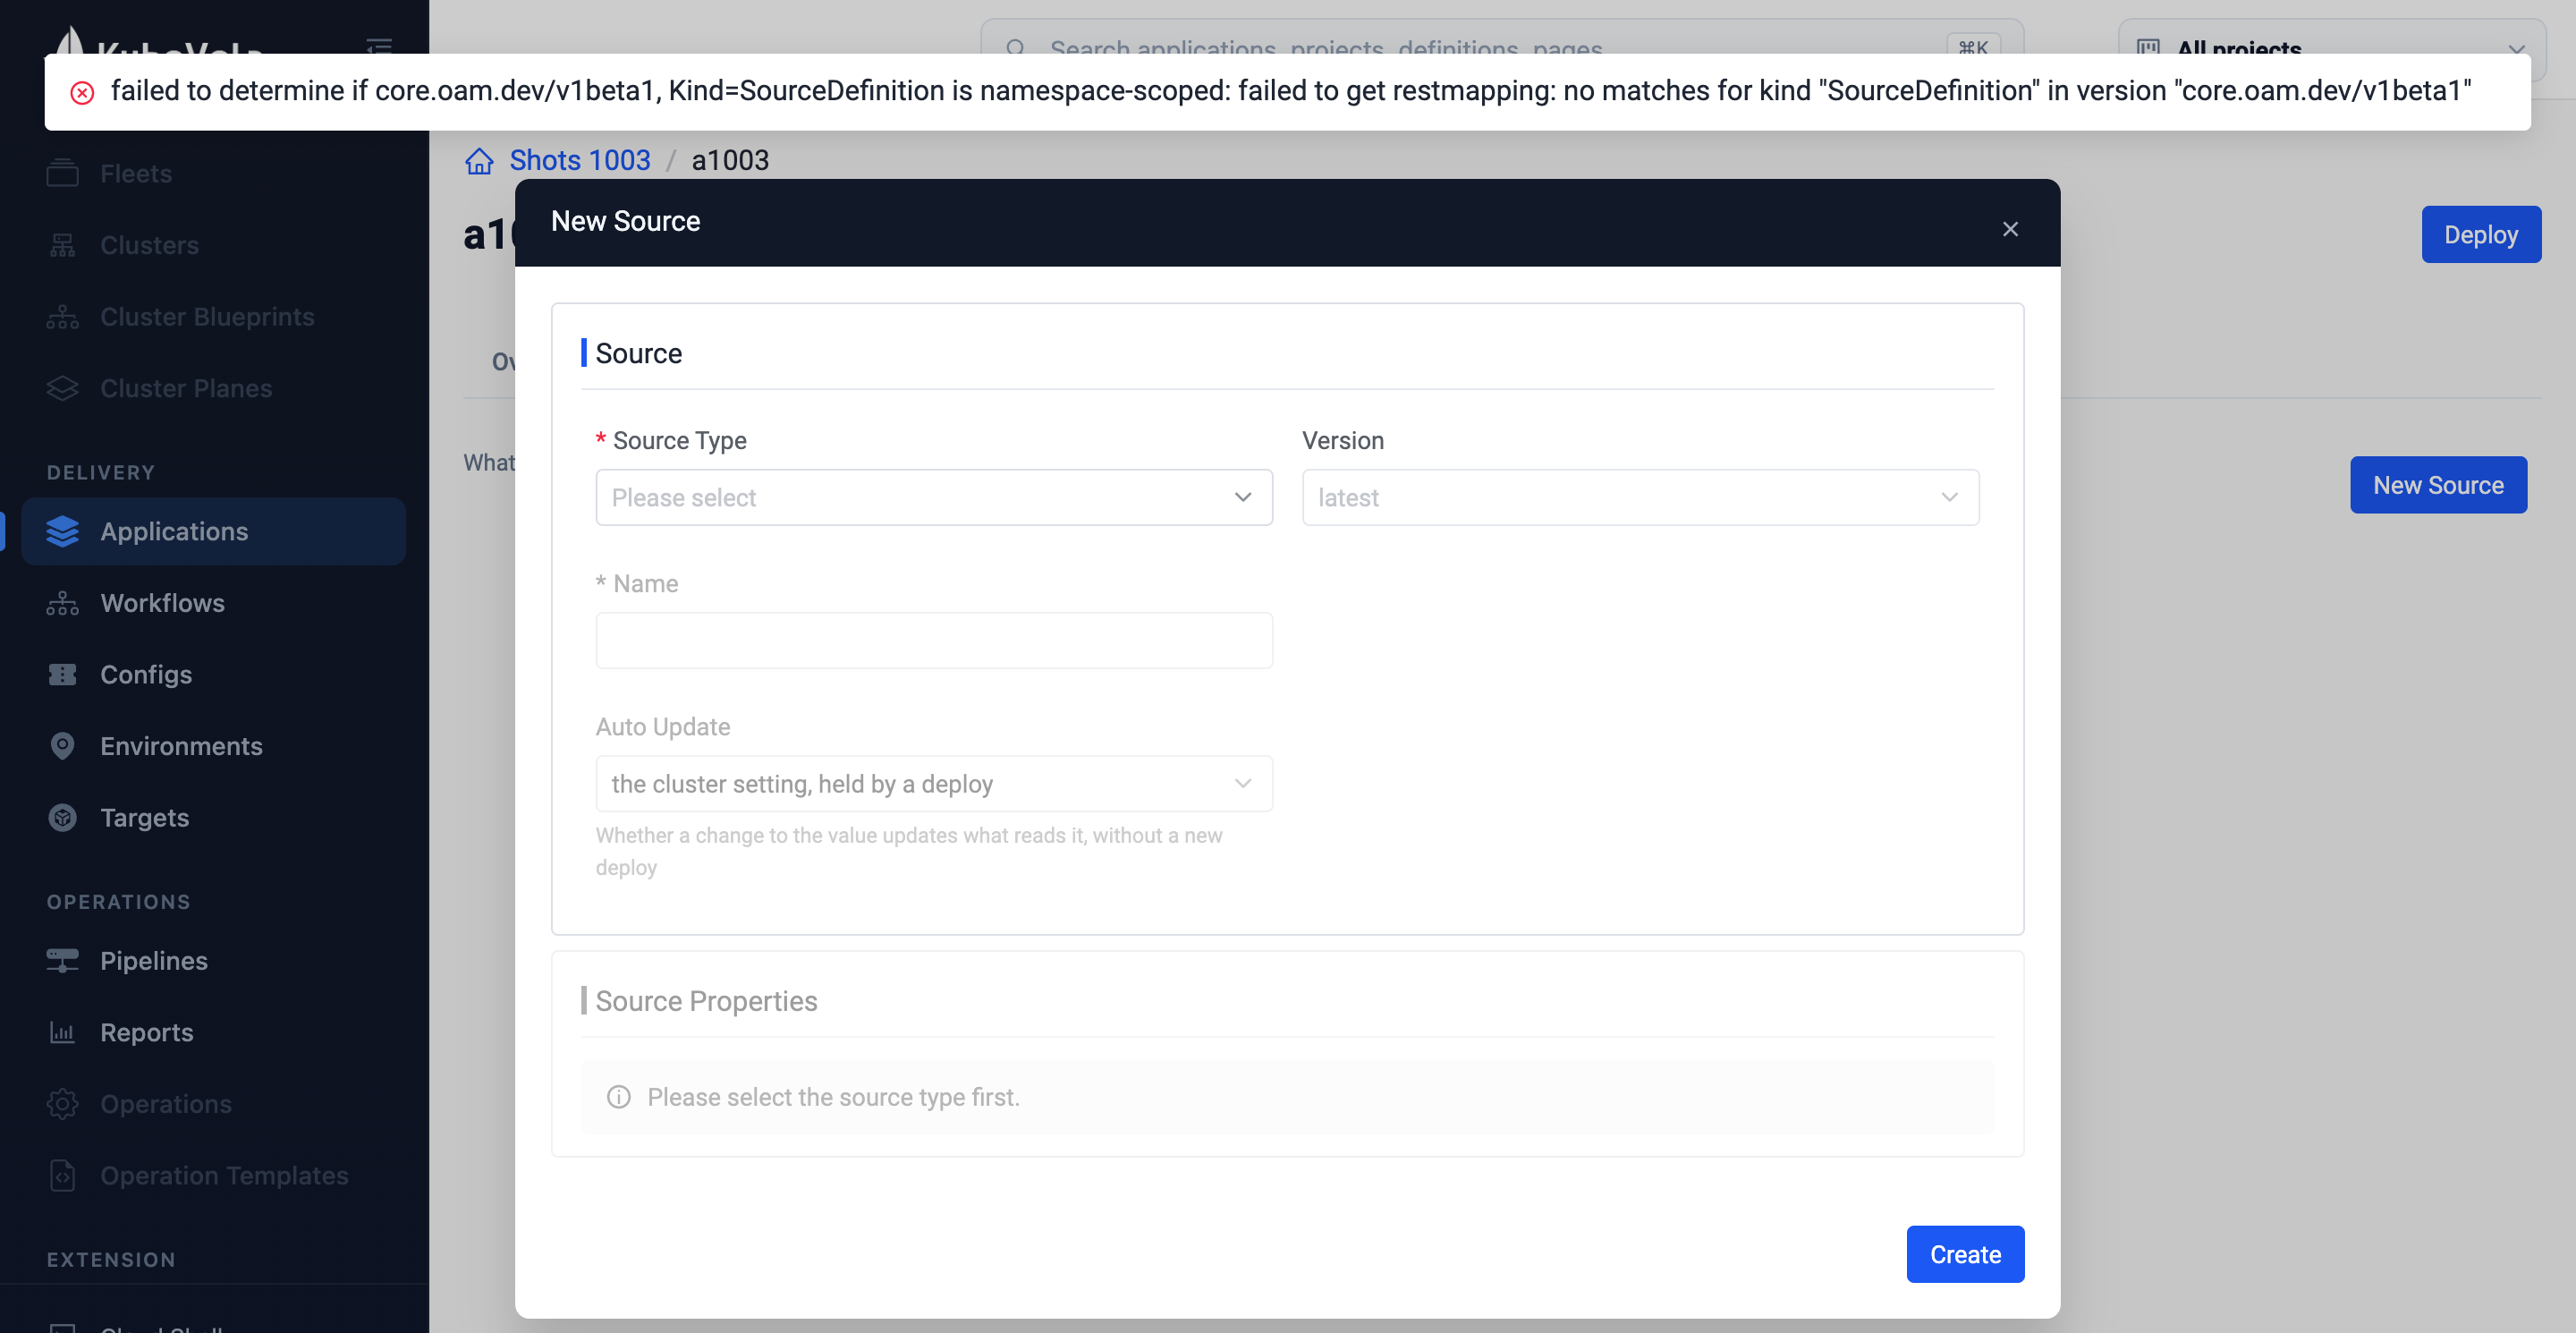 KubeVela
Search applications, projects, definitions, pages
⌘K
All projects
failed to determine if core.oam.dev/v1beta1, Kind=SourceDefinition is namespace-scoped: failed to get restmapping: no matches for kind "SourceDefinition" in version "core.oam.dev/v1beta1"
Fleets
Clusters
Cluster Blueprints
Cluster Planes
DELIVERY
Applications
Workflows
Configs
Environments
Targets
OPERATIONS
Pipelines
Reports
Operations
Operation Templates
EXTENSION
Cloud Shell
Shots 1003 / a1003
Deploy
What
New Source
New Source
Source
* Source Type
Version
Please select
latest
* Name
Auto Update
the cluster setting, held by a deploy
Whether a change to the value updates what reads it, without a new
deploy
Source Properties
Please select the source type first.
Create